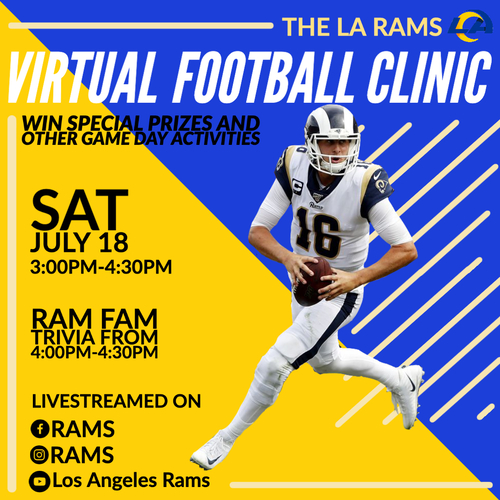 THE LA RAMS
LA
VIRTUAL FOOTBALL CLINIC
WIN SPECIAL PRIZES AND
OTHER GAME DAY ACTIVITIES
SAT
JULY 18
3:00PM-4:30PM
RAM FAM
TRIVIA FROM
4:00PM-4:30PM
LIVESTREAMED ON
RAMS
RAMS
Los Angeles Rams
Rams
16